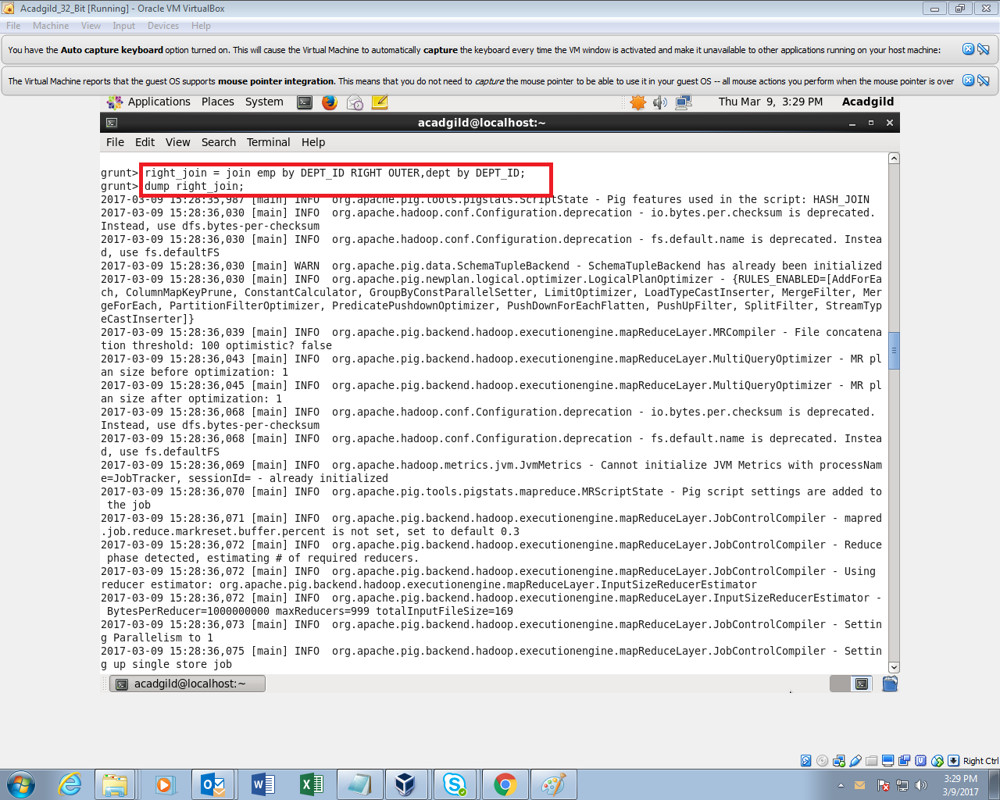 Acadgild_32_Bit [Running] - Oracle VM VirtualBox
File Machine View Input Devices Help
You have the Auto capture keyboard option turned on. This will cause the Virtual Machine to automatically capture the keyboard every time the VM window is activated and make it unavailable to other applications running on your host machine:
The Virtual Machine reports that the guest OS supports mouse pointer integration. This means that you do not need to capture the mouse pointer to be able to use it in your guest OS -- all mouse actions you perform when the mouse pointer is over
Applications Places System Thu Mar 9, 3:29 PM Acadgild
acadgild@localhost:~
File Edit View Search Terminal Help
grunt> right_join = join emp by DEPT_ID RIGHT OUTER,dept by DEPT_ID;
grunt> dump right_join;
2017-03-09 15:28:35,987 [main] INFO  org.apache.pig.tools.pigstats.ScriptState - Pig features used in the script: HASH_JOIN
2017-03-09 15:28:36,030 [main] INFO  org.apache.hadoop.conf.Configuration.deprecation - io.bytes.per.checksum is deprecated.
Instead, use dfs.bytes-per-checksum
2017-03-09 15:28:36,030 [main] INFO  org.apache.hadoop.conf.Configuration.deprecation - fs.default.name is deprecated. Instea
d, use fs.defaultFS
2017-03-09 15:28:36,030 [main] WARN  org.apache.pig.data.SchemaTupleBackend - SchemaTupleBackend has already been initialized
2017-03-09 15:28:36,030 [main] INFO  org.apache.pig.newplan.logical.optimizer.LogicalPlanOptimizer - {RULES_ENABLED=[AddForEa
ch, ColumnMapKeyPrune, ConstantCalculator, GroupByConstParallelSetter, LimitOptimizer, LoadTypeCastInserter, MergeFilter, Mer
geForEach, PartitionFilterOptimizer, PredicatePushdownOptimizer, PushDownForEachFlatten, PushUpFilter, SplitFilter, StreamTyp
eCastInserter]}
2017-03-09 15:28:36,039 [main] INFO  org.apache.pig.backend.hadoop.executionengine.mapReduceLayer.MRCompiler - File concatena
tion threshold: 100 optimistic? false
2017-03-09 15:28:36,043 [main] INFO  org.apache.pig.backend.hadoop.executionengine.mapReduceLayer.MultiQueryOptimizer - MR pl
an size before optimization: 1
2017-03-09 15:28:36,045 [main] INFO  org.apache.pig.backend.hadoop.executionengine.mapReduceLayer.MultiQueryOptimizer - MR pl
an size after optimization: 1
2017-03-09 15:28:36,068 [main] INFO  org.apache.hadoop.conf.Configuration.deprecation - io.bytes.per.checksum is deprecated.
Instead, use dfs.bytes-per-checksum
2017-03-09 15:28:36,068 [main] INFO  org.apache.hadoop.conf.Configuration.deprecation - fs.default.name is deprecated. Instea
d, use fs.defaultFS
2017-03-09 15:28:36,069 [main] INFO  org.apache.hadoop.metrics.jvm.JvmMetrics - Cannot initialize JVM Metrics with processNam
e=JobTracker, sessionId= - already initialized
2017-03-09 15:28:36,070 [main] INFO  org.apache.pig.tools.pigstats.mapreduce.MRScriptState - Pig script settings are added to
the job
2017-03-09 15:28:36,071 [main] INFO  org.apache.pig.backend.hadoop.executionengine.mapReduceLayer.JobControlCompiler - mapred
.job.reduce.markreset.buffer.percent is not set, set to default 0.3
2017-03-09 15:28:36,072 [main] INFO  org.apache.pig.backend.hadoop.executionengine.mapReduceLayer.JobControlCompiler - Reduce
phase detected, estimating # of required reducers.
2017-03-09 15:28:36,072 [main] INFO  org.apache.pig.backend.hadoop.executionengine.mapReduceLayer.JobControlCompiler - Using
reducer estimator: org.apache.pig.backend.hadoop.executionengine.mapReduceLayer.InputSizeReducerEstimator
2017-03-09 15:28:36,072 [main] INFO  org.apache.pig.backend.hadoop.executionengine.mapReduceLayer.InputSizeReducerEstimator -
BytesPerReducer=1000000000 maxReducers=999 totalInputFileSize=169
2017-03-09 15:28:36,073 [main] INFO  org.apache.pig.backend.hadoop.executionengine.mapReduceLayer.JobControlCompiler - Settin
g Parallelism to 1
2017-03-09 15:28:36,075 [main] INFO  org.apache.pig.backend.hadoop.executionengine.mapReduceLayer.JobControlCompiler - Settin
g up single store job
acadgild@localhost:~
Right Ctrl
3:29 PM
3/9/2017